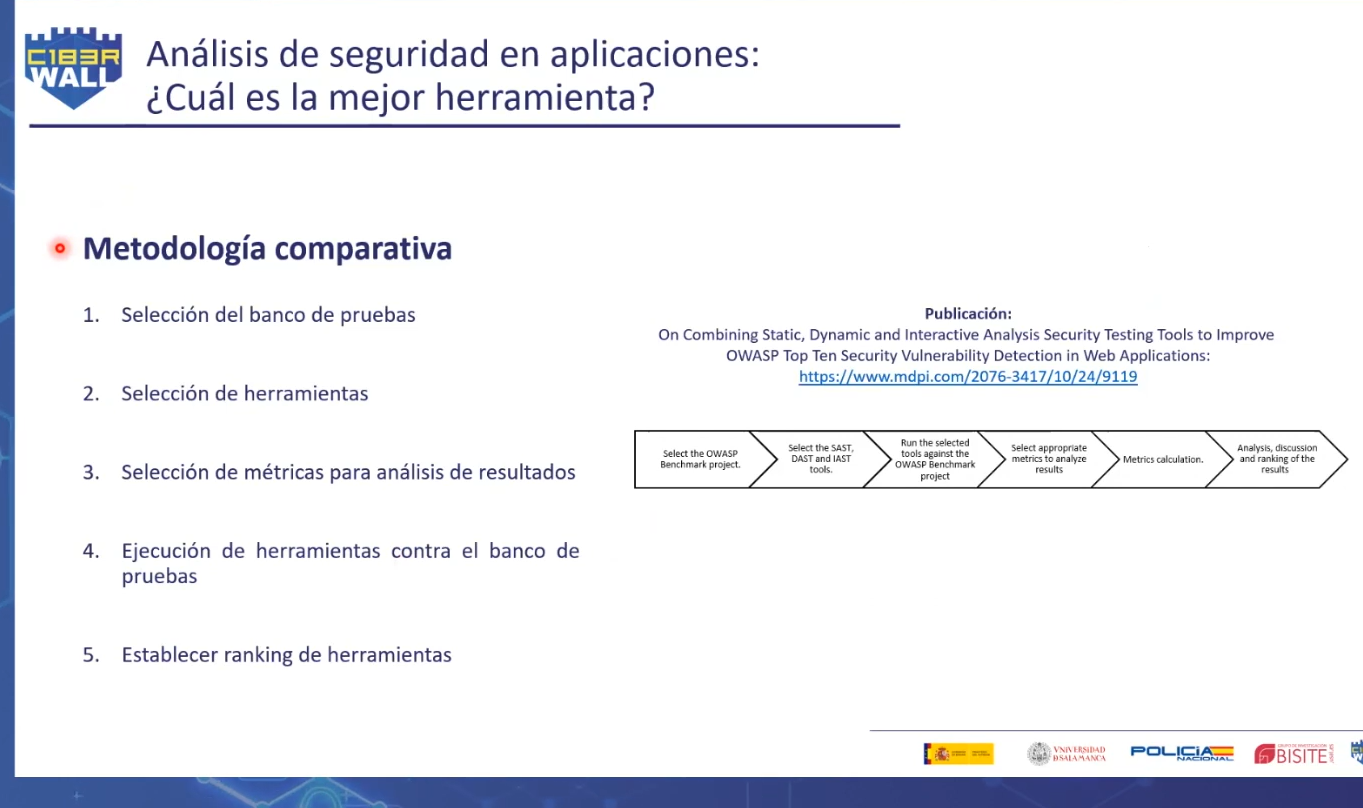 C1B3R
WALL
Análisis de seguridad en aplicaciones:
¿Cuál es la mejor herramienta?
Metodología comparativa
1. Selección del banco de pruebas
2. Selección de herramientas
3. Selección de métricas para análisis de resultados
4. Ejecución de herramientas contra el banco de
pruebas
5. Establecer ranking de herramientas
Publicación:
On Combining Static, Dynamic and Interactive Analysis Security Testing Tools to Improve
OWASP Top Ten Security Vulnerability Detection in Web Applications:
https://www.mdpi.com/2076-3417/10/24/9119
Select the OWASP
Benchmark project.
Select the SAST,
DAST and IAST
tools.
Run the selected
tools against the
OWASP Benchmark
project
Select appropriate
metrics to analyze
results
Metrics calculation.
Analysis, discussion
and ranking of the
results
VNIVERSIDAD
D SALAMANCA
POLICIA
NACIONAL
BISITE